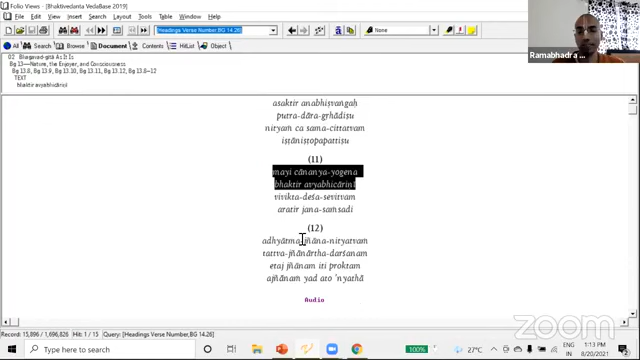 Folio Views - [Bhaktivedanta VedaBase 2019]
File Edit View Search Layout Tools Window Help
Headings Verse Number,BG 14.26]
None
All Search Browse Document Contents Hit List Object
02 Bhagavad-gītā As It Is
Bg 13—Nature, the Enjoyer, and Consciousness
Bg 13.8, Bg 13.9, Bg 13.10, Bg 13.11, Bg 13.12, Bg 13.8–12
TEXT
bhaktir avyabhicāriṇī
Ramabhadra
asaktir anabhiṣvaṅgaḥ
putra-dāra-gṛhādiṣu
nityaṁ ca sama-cittatvam
iṣṭāniṣṭopapattiṣu
(11)
mayi cānanya-yogena
bhaktir avyabhicāriṇī
vivikta-deśa-sevitvam
aratir jana-saṁsadi
(12)
adhyātma-jñāna-nityatvaṁ
tattva-jñānārtha-darśanam
etaj jñānam iti proktam
ajñānaṁ yad ato 'nyathā
Audio
Record: 15,896 / 1,696,826 Hit: 1 / 15 Query: [Headings Verse Number,BG 14.26]
zoom
Type here to search
100%
27°C
ENG
IN
1:13 PM
8/20/2021